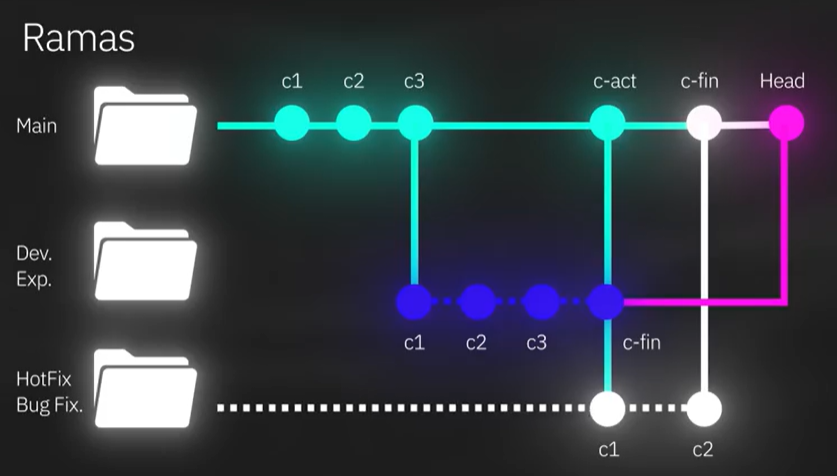 Ramas
c1 c2 c3 c-act c-fin Head
Main
Dev.
Exp.
c1 c2 c3 c-fin
HotFix
Bug Fix.
c1 c2